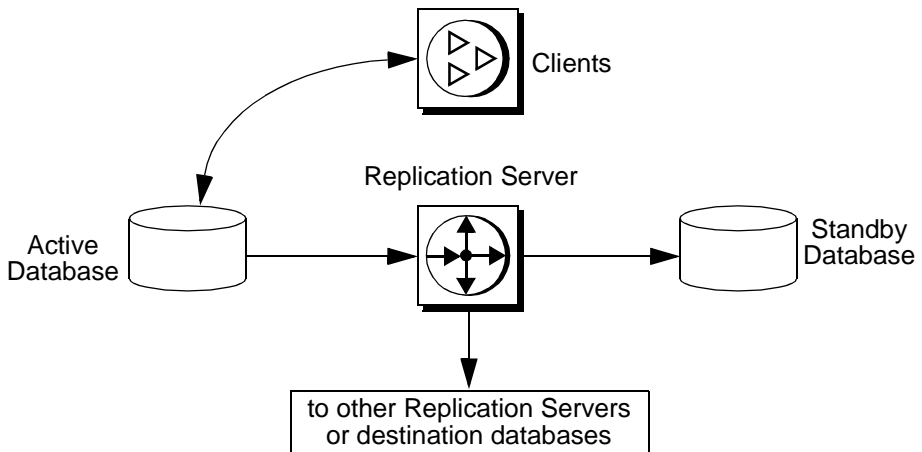 Clients
Replication Server
Active
Database
Standby
Database
to other Replication Servers
or destination databases